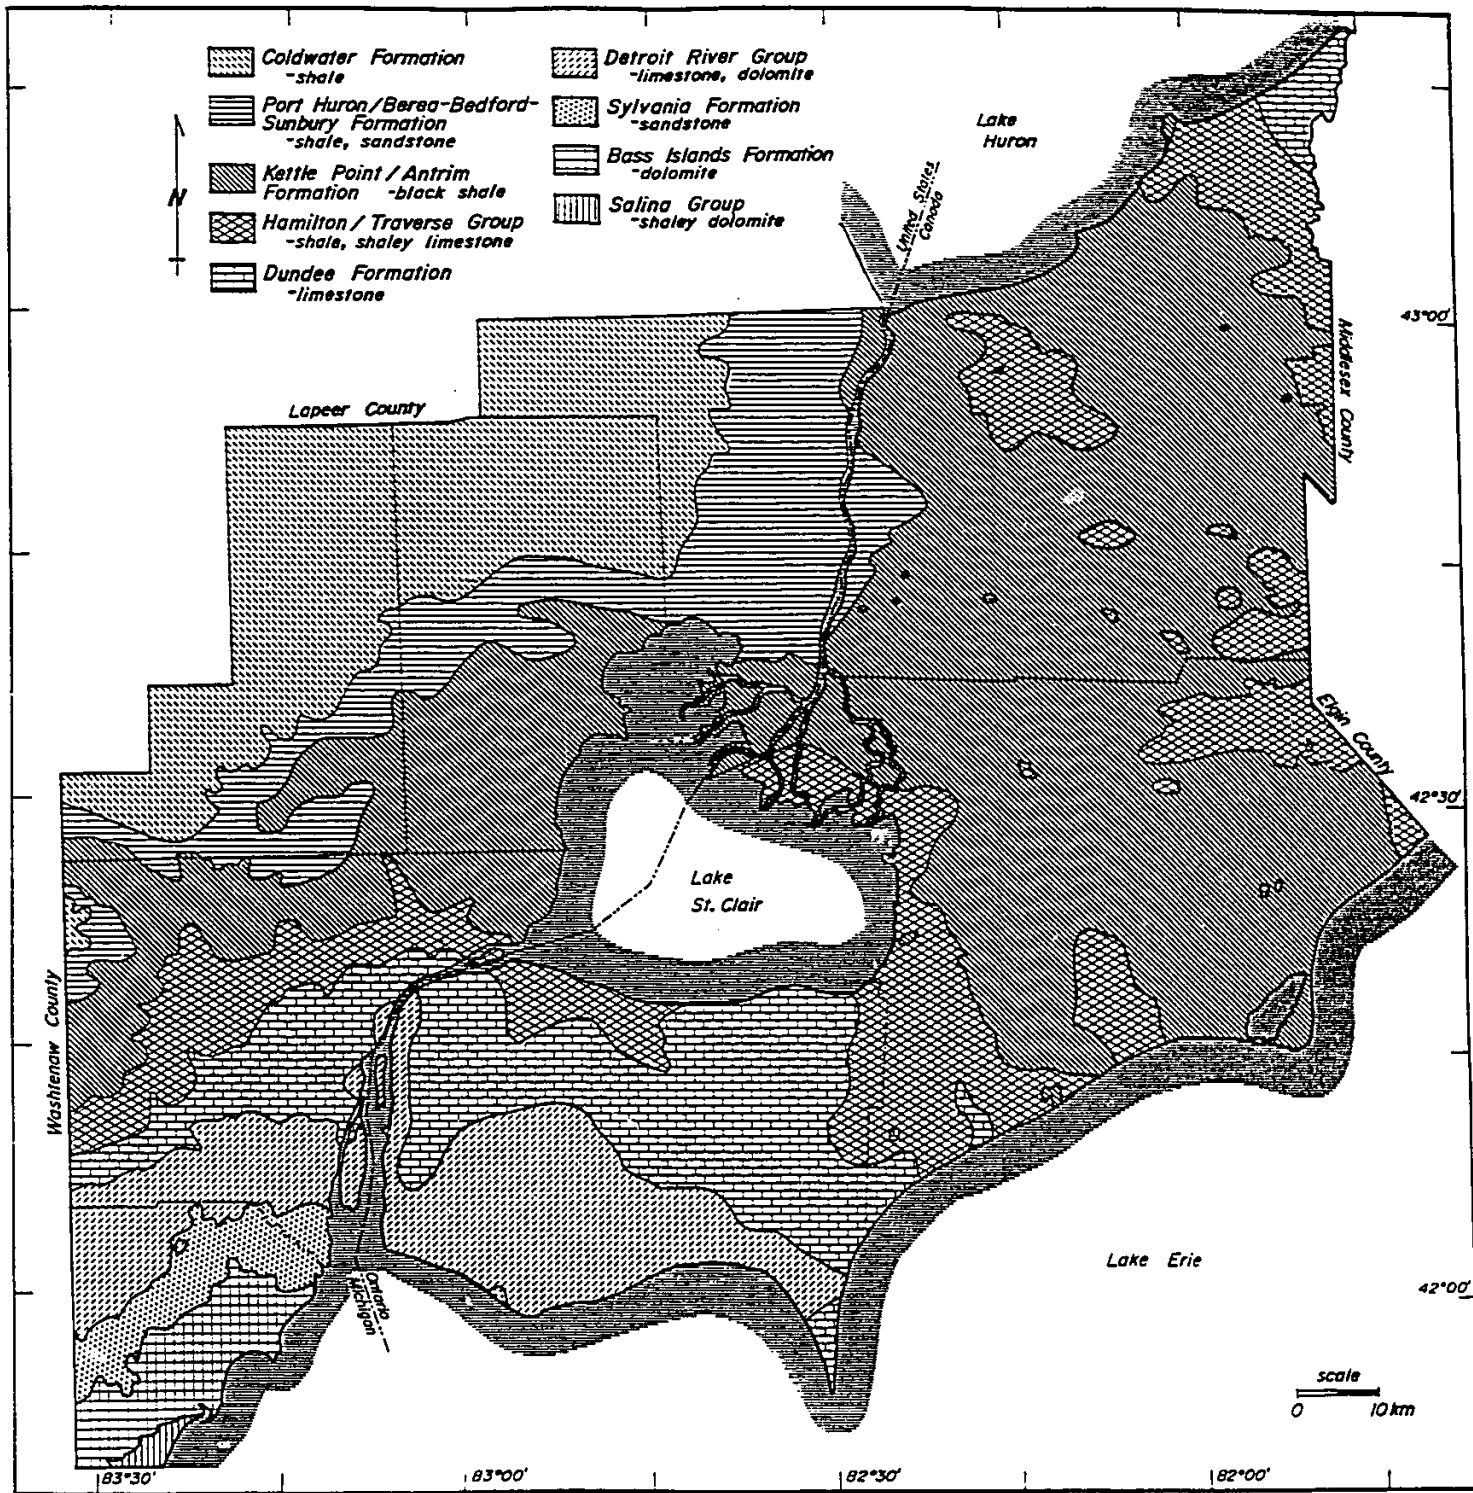 Coldwater Formation
-shale
Port Huron/Berea-Bedford-
Sunbury Formation
-shale, sandstone
Kettle Point/Antrim
Formation -black shale
Hamilton/Traverse Group
-shale, shaley limestone
Dundee Formation
-limestone
Detroit River Group
-limestone, dolomite
Sylvania Formation
-sandstone
Bass Islands Formation
-dolomite
Salina Group
-shaley dolomite
N
Lake
Huron
United States
Canada
43°00'
Middlesex County
Lapeer County
Elgin County
42°30'
Lake
St. Clair
Washtenaw County
Lake Erie
Ontario
Michigan
42°00'
scale
0 10 km
83°30'
83°00'
82°30'
82°00'